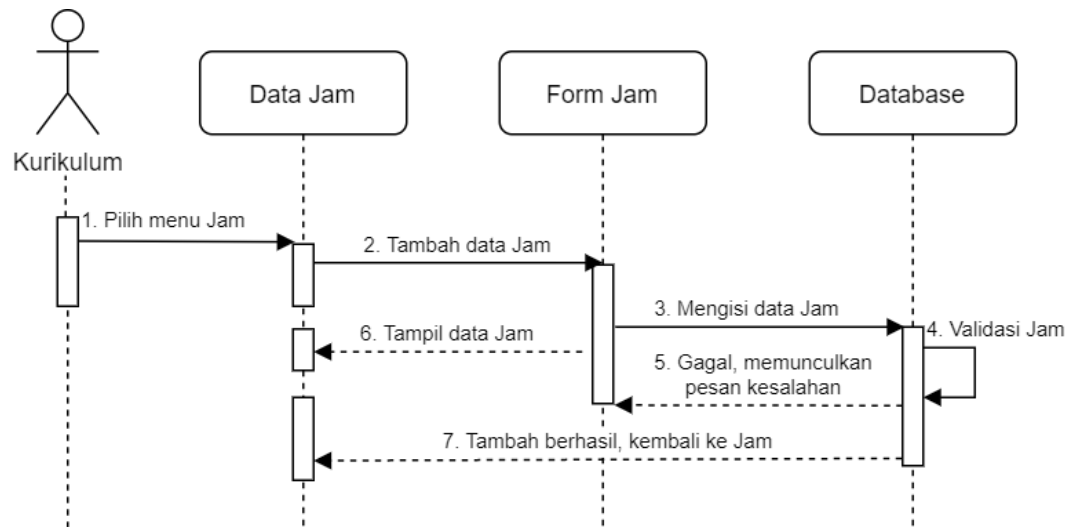 Data Jam
Form Jam
Database
Kurikulum
1. Pilih menu Jam
2. Tambah data Jam
3. Mengisi data Jam
4. Validasi Jam
6. Tampil data Jam
5. Gagal, memunculkan
pesan kesalahan
7. Tambah berhasil, kembali ke Jam